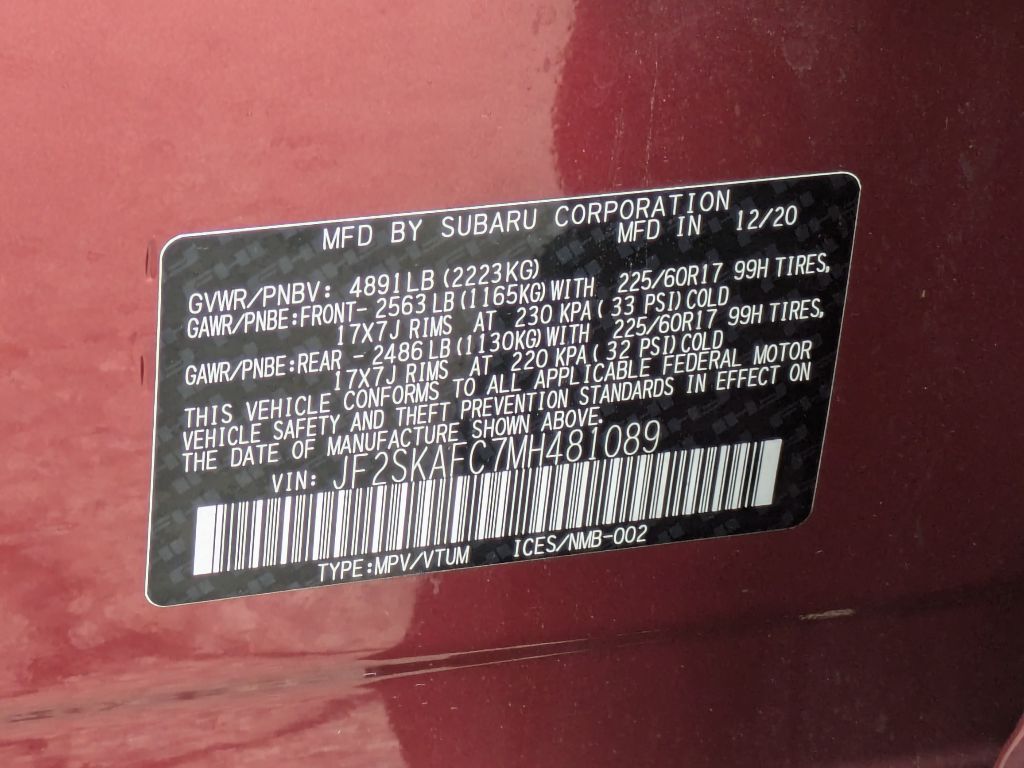 MFD BY SUBARU CORPORATION
MFD IN 12/20
GVWR/PNBV: 4891LB (2223KG)
GAWR/PNBE:FRONT- 2563 LB (1165KG) WITH 225/60R17 99H TIRES,
17X7J RIMS AT 230 KPA ( 33 PSI) COLD
GAWR/PNBE:REAR - 2486 LB (1130KG) WITH 225/60R17 99H TIRES,
17X7J RIMS AT 220 KPA ( 32 PSI) COLD
THIS VEHICLE CONFORMS TO ALL APPLICABLE FEDERAL MOTOR
VEHICLE SAFETY AND THEFT PREVENTION STANDARDS IN EFFECT ON
THE DATE OF MANUFACTURE SHOWN ABOVE.
VIN: JF2SKAFC7MH481089
TYPE:MPV/VTUM ICES/NMB-002